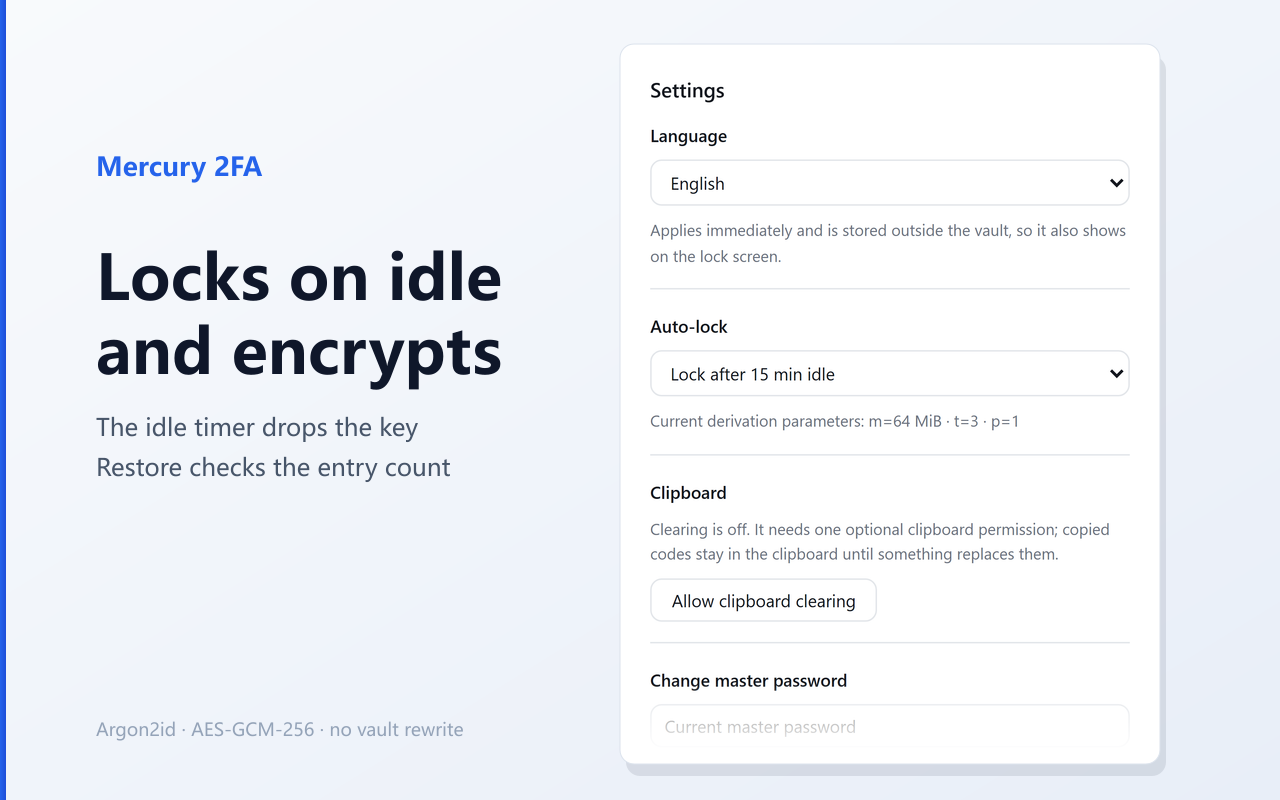 Mercury 2FA
Locks on idle
and encrypts
The idle timer drops the key
Restore checks the entry count
Argon2id · AES-GCM-256 · no vault rewrite
Settings
Language
English
Applies immediately and is stored outside the vault, so it also shows
on the lock screen.
Auto-lock
Lock after 15 min idle
Current derivation parameters: m=64 MiB · t=3 · p=1
Clipboard
Clearing is off. It needs one optional clipboard permission; copied
codes stay in the clipboard until something replaces them.
Allow clipboard clearing
Change master password
Current master password